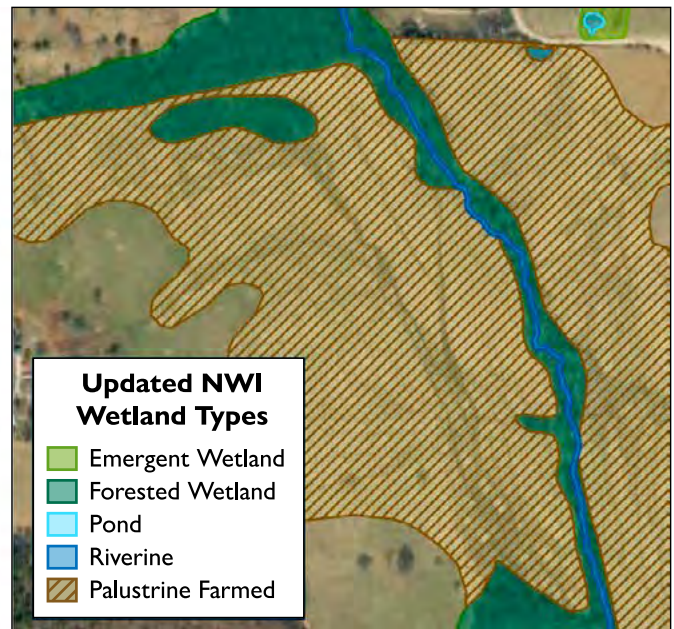 Updated NWI
Wetland Types
Emergent Wetland
Forested Wetland
Pond
Riverine
Palustrine Farmed